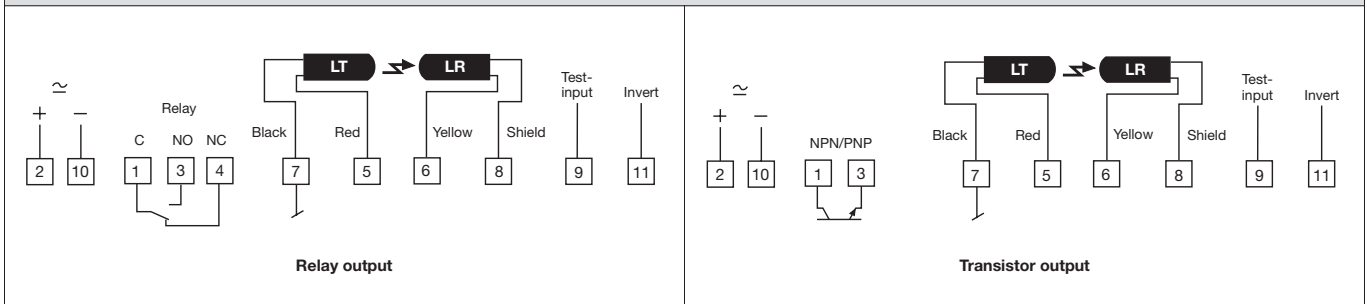 LT LR
Test-
input
Invert
≃
+ −
Relay
C NO NC
Black Red Yellow Shield
2 10 1 3 4 7 5 6 8 9 11
Relay output
LT LR
Test-
input
Invert
≃
+ −
NPN/PNP
Black Red Yellow Shield
2 10 1 3 7 5 6 8 9 11
Transistor output